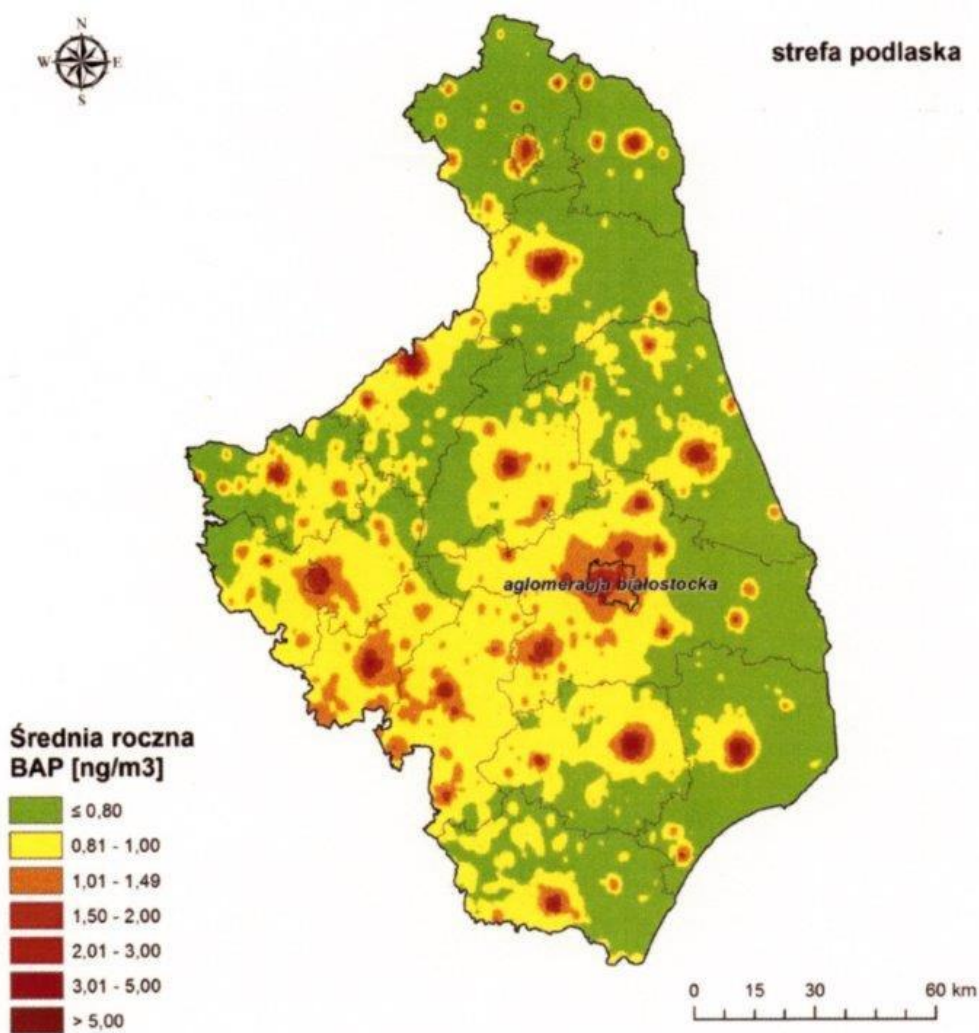 N
W E
S
strefa podlaska
aglomeracja białostocka
Średnia roczna
BAP [ng/m3]
≤ 0,80
0,81 - 1,00
1,01 - 1,49
1,50 - 2,00
2,01 - 3,00
3,01 - 5,00
> 5,00
0 15 30 60 km